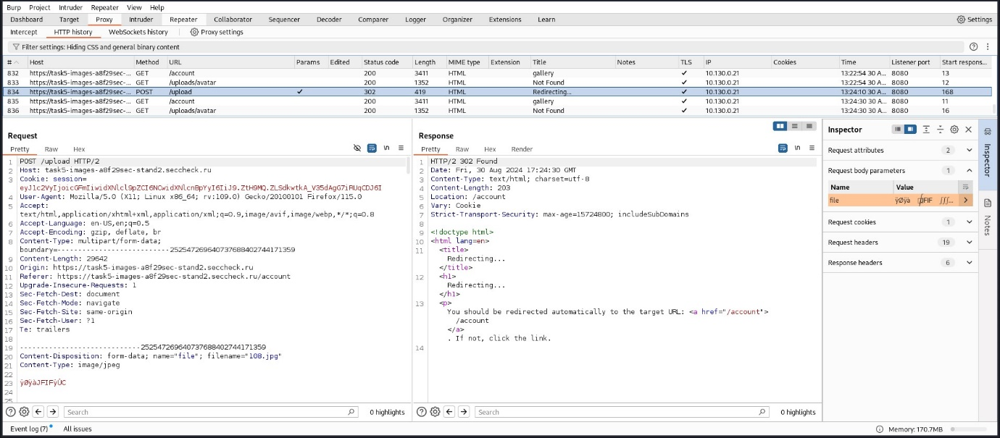 Burp Project Intruder Repeater View Help
Dashboard Target Proxy Intruder Repeater Collaborator Sequencer Decoder Comparer Logger Organizer Extensions Learn Settings
Intercept HTTP history WebSockets history Proxy settings
Filter settings: Hiding CSS and general binary content
# Host Method URL Params Edited Status code Length MIME type Extension Title Notes TLS IP Cookies Time Listener port Start respons...
832 https://task5-images-a8f29sec-... GET /account 200 3411 HTML gallery ✓ 10.130.0.21 13:22:54 30 A... 8080 13
833 https://task5-images-a8f29sec-... GET /uploads/avatar 200 1352 HTML Not Found ✓ 10.130.0.21 13:22:54 30 A... 8080 12
834 https://task5-images-a8f29sec-... POST /upload ✓ 302 419 HTML Redirecting... ✓ 10.130.0.21 13:24:10 30 A... 8080 168
835 https://task5-images-a8f29sec-... GET /account 200 3411 HTML gallery ✓ 10.130.0.21 13:24:30 30 A... 8080 11
836 https://task5-images-a8f29sec-... GET /uploads/avatar 200 1352 HTML Not Found ✓ 10.130.0.21 13:24:30 30 A... 8080 16
Request
Pretty Raw Hex \n
1 POST /upload HTTP/2
2 Host: task5-images-a8f29sec-stand2.seccheck.ru
3 Cookie: session=
eyJ1c2VyIjoicGFmIiwidXNlcl9pZCI6NCwidXNlcnBpYyI6IiJ9.ZtH9MQ.ZLSdkwtkA_V35dAgG7iRUqCDJ6I
4 User-Agent: Mozilla/5.0 (X11; Linux x86_64; rv:109.0) Gecko/20100101 Firefox/115.0
5 Accept:
text/html,application/xhtml+xml,application/xml;q=0.9,image/avif,image/webp,*/*;q=0.8
6 Accept-Language: en-US,en;q=0.5
7 Accept-Encoding: gzip, deflate, br
8 Content-Type: multipart/form-data;
boundary=---------------------------252547269640737688402744171359
9 Content-Length: 29642
10 Origin: https://task5-images-a8f29sec-stand2.seccheck.ru
11 Referer: https://task5-images-a8f29sec-stand2.seccheck.ru/account
12 Upgrade-Insecure-Requests: 1
13 Sec-Fetch-Dest: document
14 Sec-Fetch-Mode: navigate
15 Sec-Fetch-Site: same-origin
16 Sec-Fetch-User: ?1
17 Te: trailers
18
19 -----------------------------252547269640737688402744171359
20 Content-Disposition: form-data; name="file"; filename="108.jpg"
21 Content-Type: image/jpeg
22
23 ÿØÿàJFIFÿÛC
24
25
Search 0 highlights
Response
Pretty Raw Hex Render \n
1 HTTP/2 302 Found
2 Date: Fri, 30 Aug 2024 17:24:30 GMT
3 Content-Type: text/html; charset=utf-8
4 Content-Length: 203
5 Location: /account
6 Vary: Cookie
7 Strict-Transport-Security: max-age=15724800; includeSubDomains
8
9 <!doctype html>
10 <html lang=en>
11 <title>
Redirecting...
</title>
12 <h1>
Redirecting...
</h1>
13 <p>
You should be redirected automatically to the target URL: <a href="/account">
/account
</a>
. If not, click the link.
14
Search 0 highlights
Inspector
Request attributes 2
Request body parameters 1
Name Value
file ÿØÿà FIF
Request cookies 1
Request headers 19
Response headers 6
Inspector
Notes
Event log (7) All issues Memory: 170.7MB